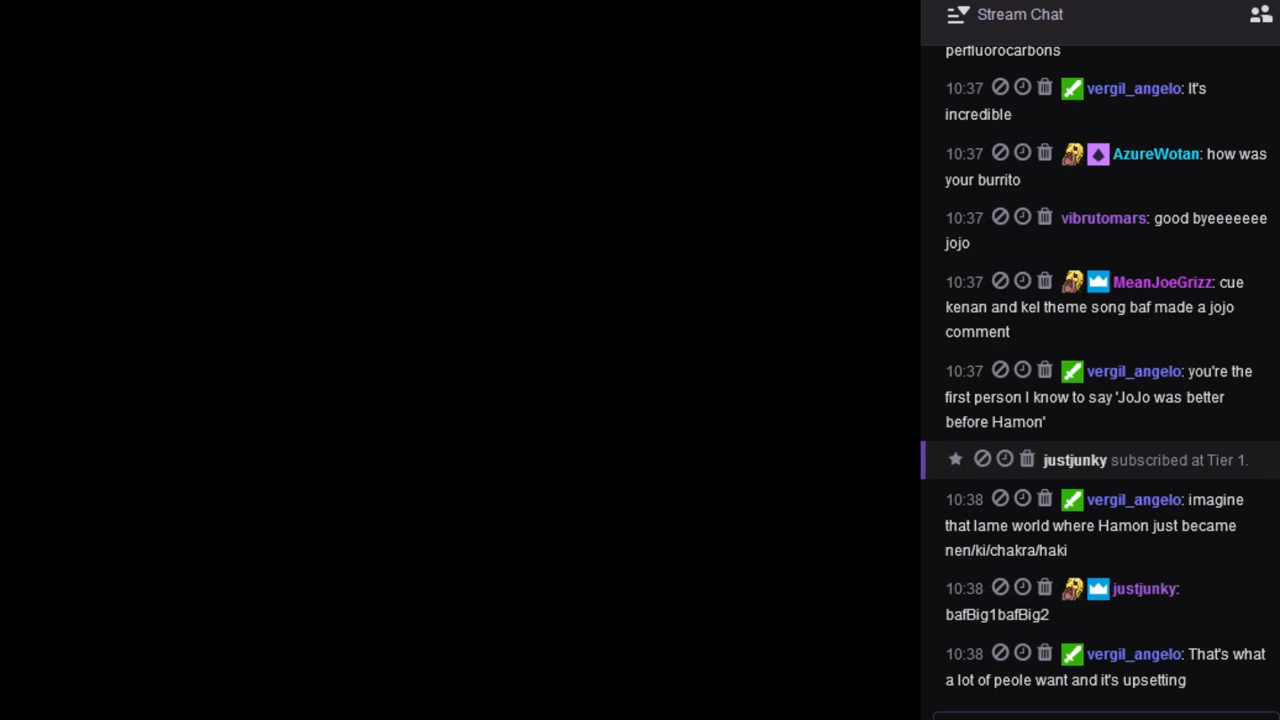 Stream Chat
perfluorocarbons
10:37 vergil_angelo: It's
incredible
10:37 AzureWotan: how was
your burrito
10:37 vibrutomars: good byeeeeeee
jojo
10:37 MeanJoeGrizz: cue
kenan and kel theme song baf made a jojo
comment
10:37 vergil_angelo: you're the
first person I know to say 'JoJo was better
before Hamon'
justjunky subscribed at Tier 1.
10:38 vergil_angelo: imagine
that lame world where Hamon just became
nen/ki/chakra/haki
10:38 justjunky:
bafBig1bafBig2
10:38 vergil_angelo: That's what
a lot of peole want and it's upsetting